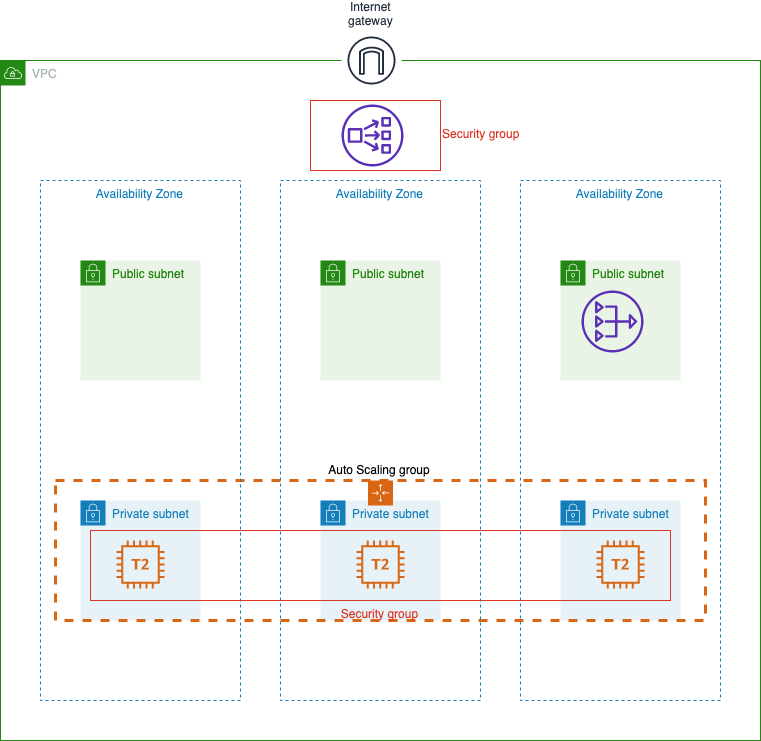 Internet
gateway
VPC
Security group
Availability Zone
Availability Zone
Availability Zone
Public subnet
Public subnet
Public subnet
Auto Scaling group
Private subnet
Private subnet
Private subnet
T2
T2
T2
Security group